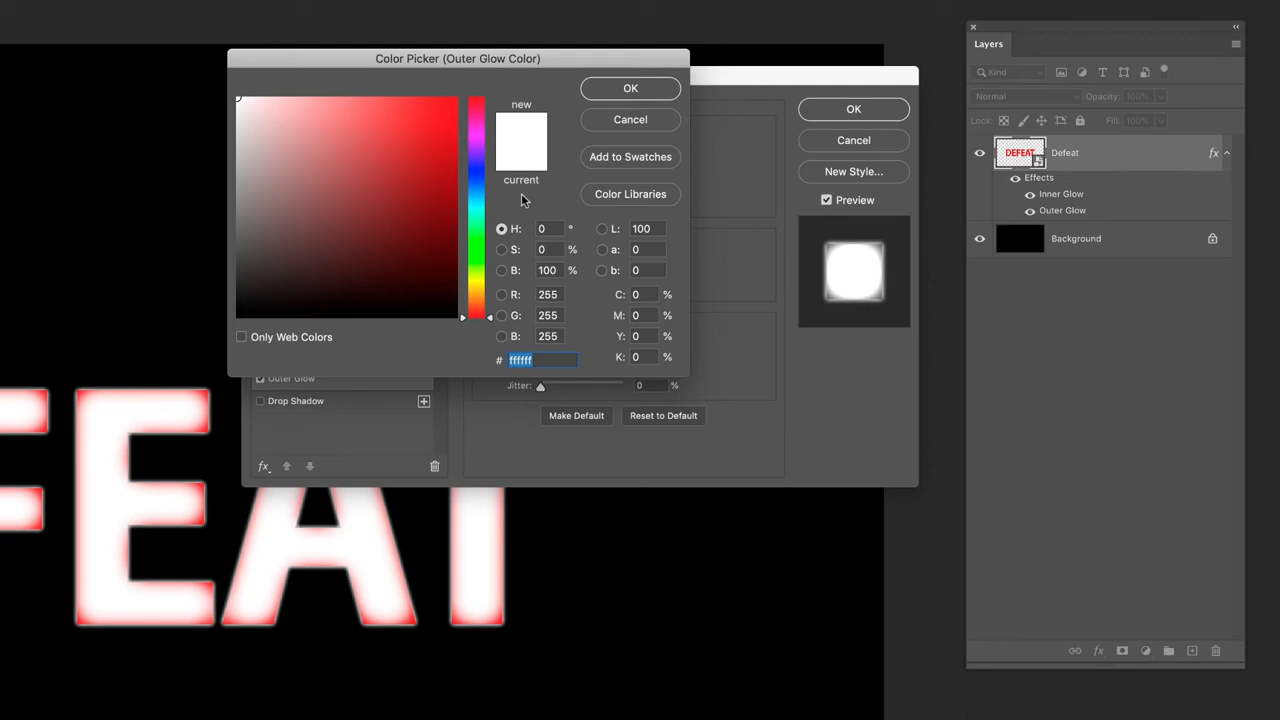 Color Picker (Outer Glow Color)
new
current
OK
Cancel
Add to Swatches
Color Libraries
H: 0 °
S: 0 %
B: 100 %
R: 255
G: 255
B: 255
# ffffff
L: 100
a: 0
b: 0
C: 0 %
M: 0 %
Y: 0 %
K: 0 %
Only Web Colors
Outer Glow
Drop Shadow
fx
Jitter: 0 %
Make Default
Reset to Default
OK
Cancel
New Style...
Preview
FEAT
Layers
Kind
Normal
Opacity: 100%
Lock:
Fill: 100%
DEFEAT
Defeat
fx
Effects
Inner Glow
Outer Glow
Background
fx